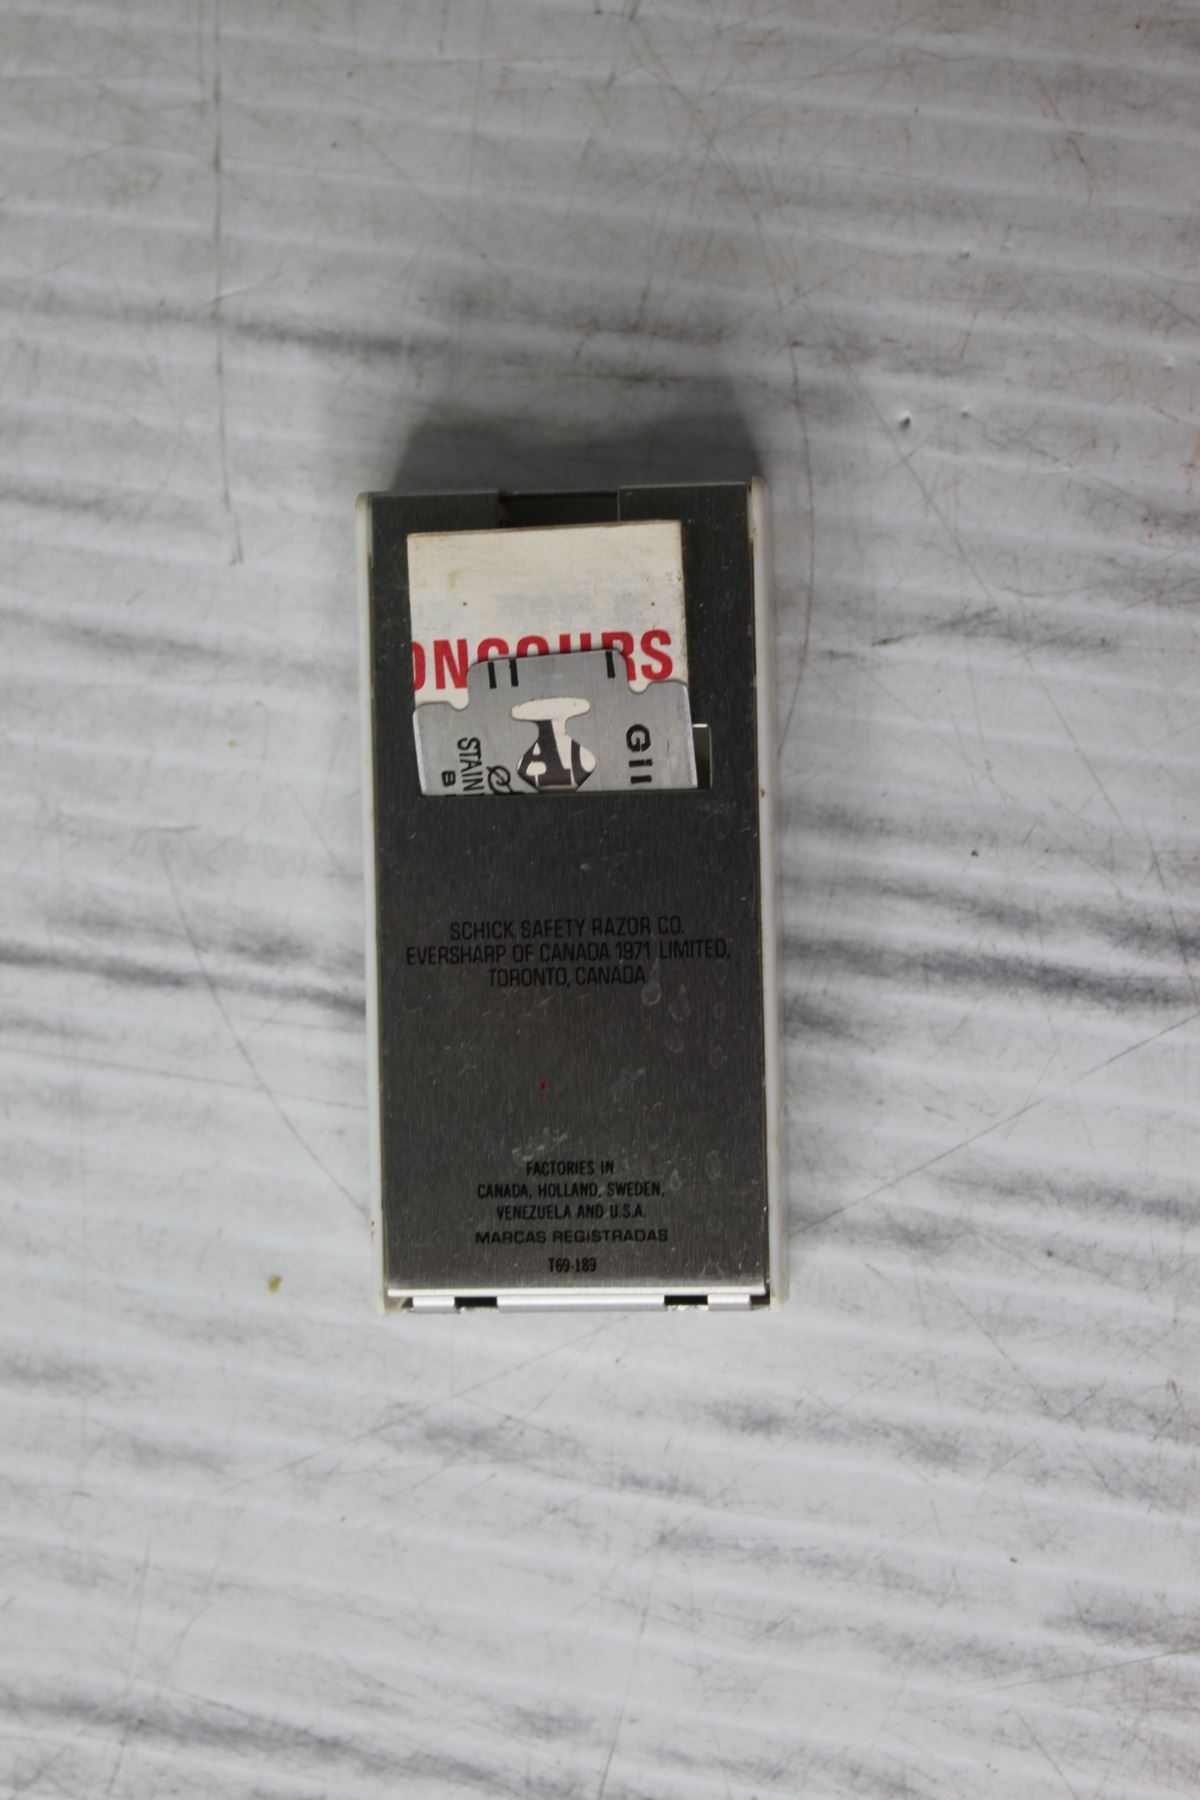 ONCOURS
STAIN
B
GII
SCHICK SAFETY RAZOR CO.
EVERSHARP OF CANADA 1971 LIMITED,
TORONTO, CANADA
FACTORIES IN
CANADA, HOLLAND, SWEDEN,
VENEZUELA AND U.S.A.
MARCAS REGISTRADAS
T69-189